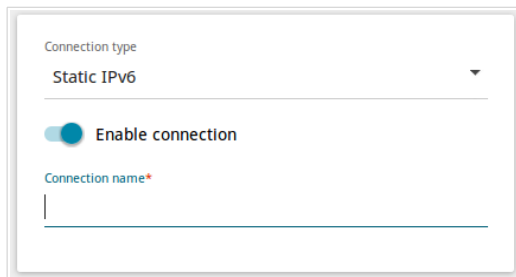 Connection type
Static IPv6
Enable connection
Connection name*